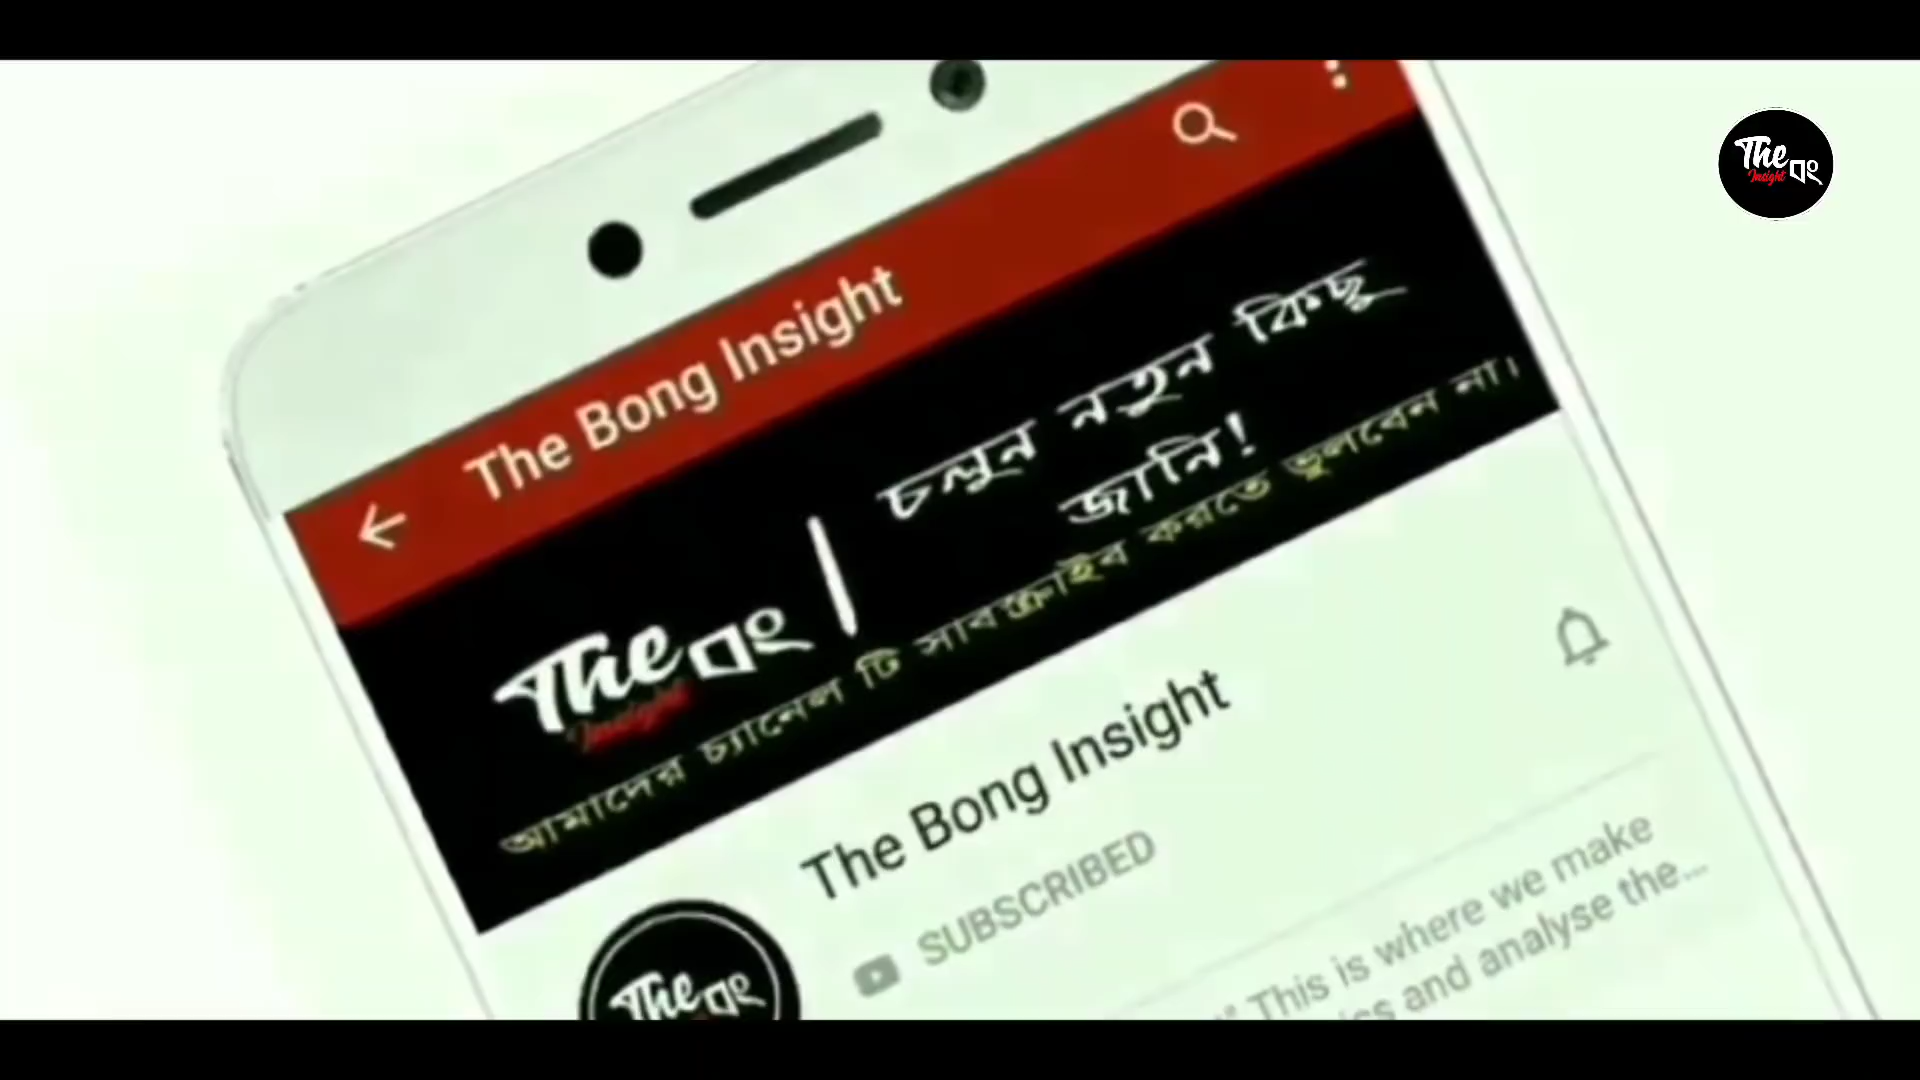 The Bong Insight
চলুন নতুন কিছু
জানি!
The বং
Insight
আমাদের চ্যানেল টি সাবস্ক্রাইব করতে ভুলবেন না।
The Bong Insight
SUBSCRIBED
This is where we make
and analyse the...
The বং
The বং
Insight